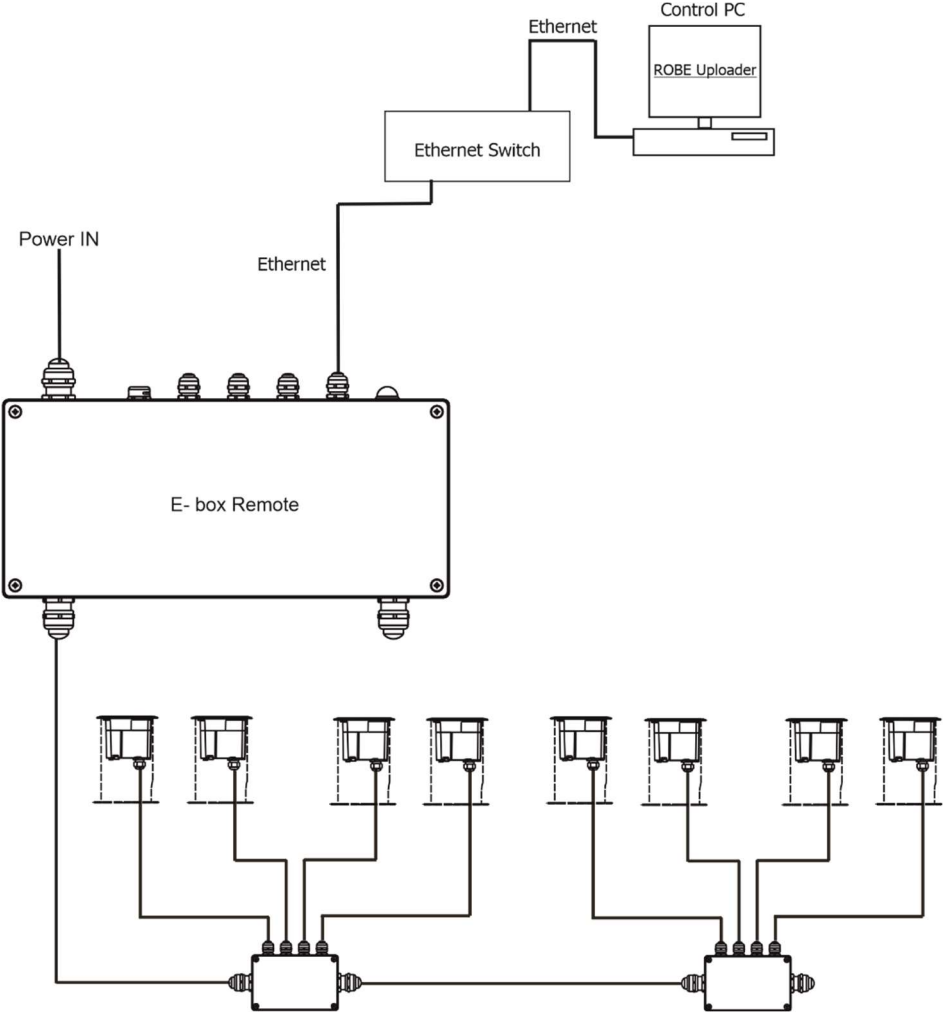 Control PC
Ethernet
ROBE Uploader
Ethernet Switch
Power IN
Ethernet
E- box Remote